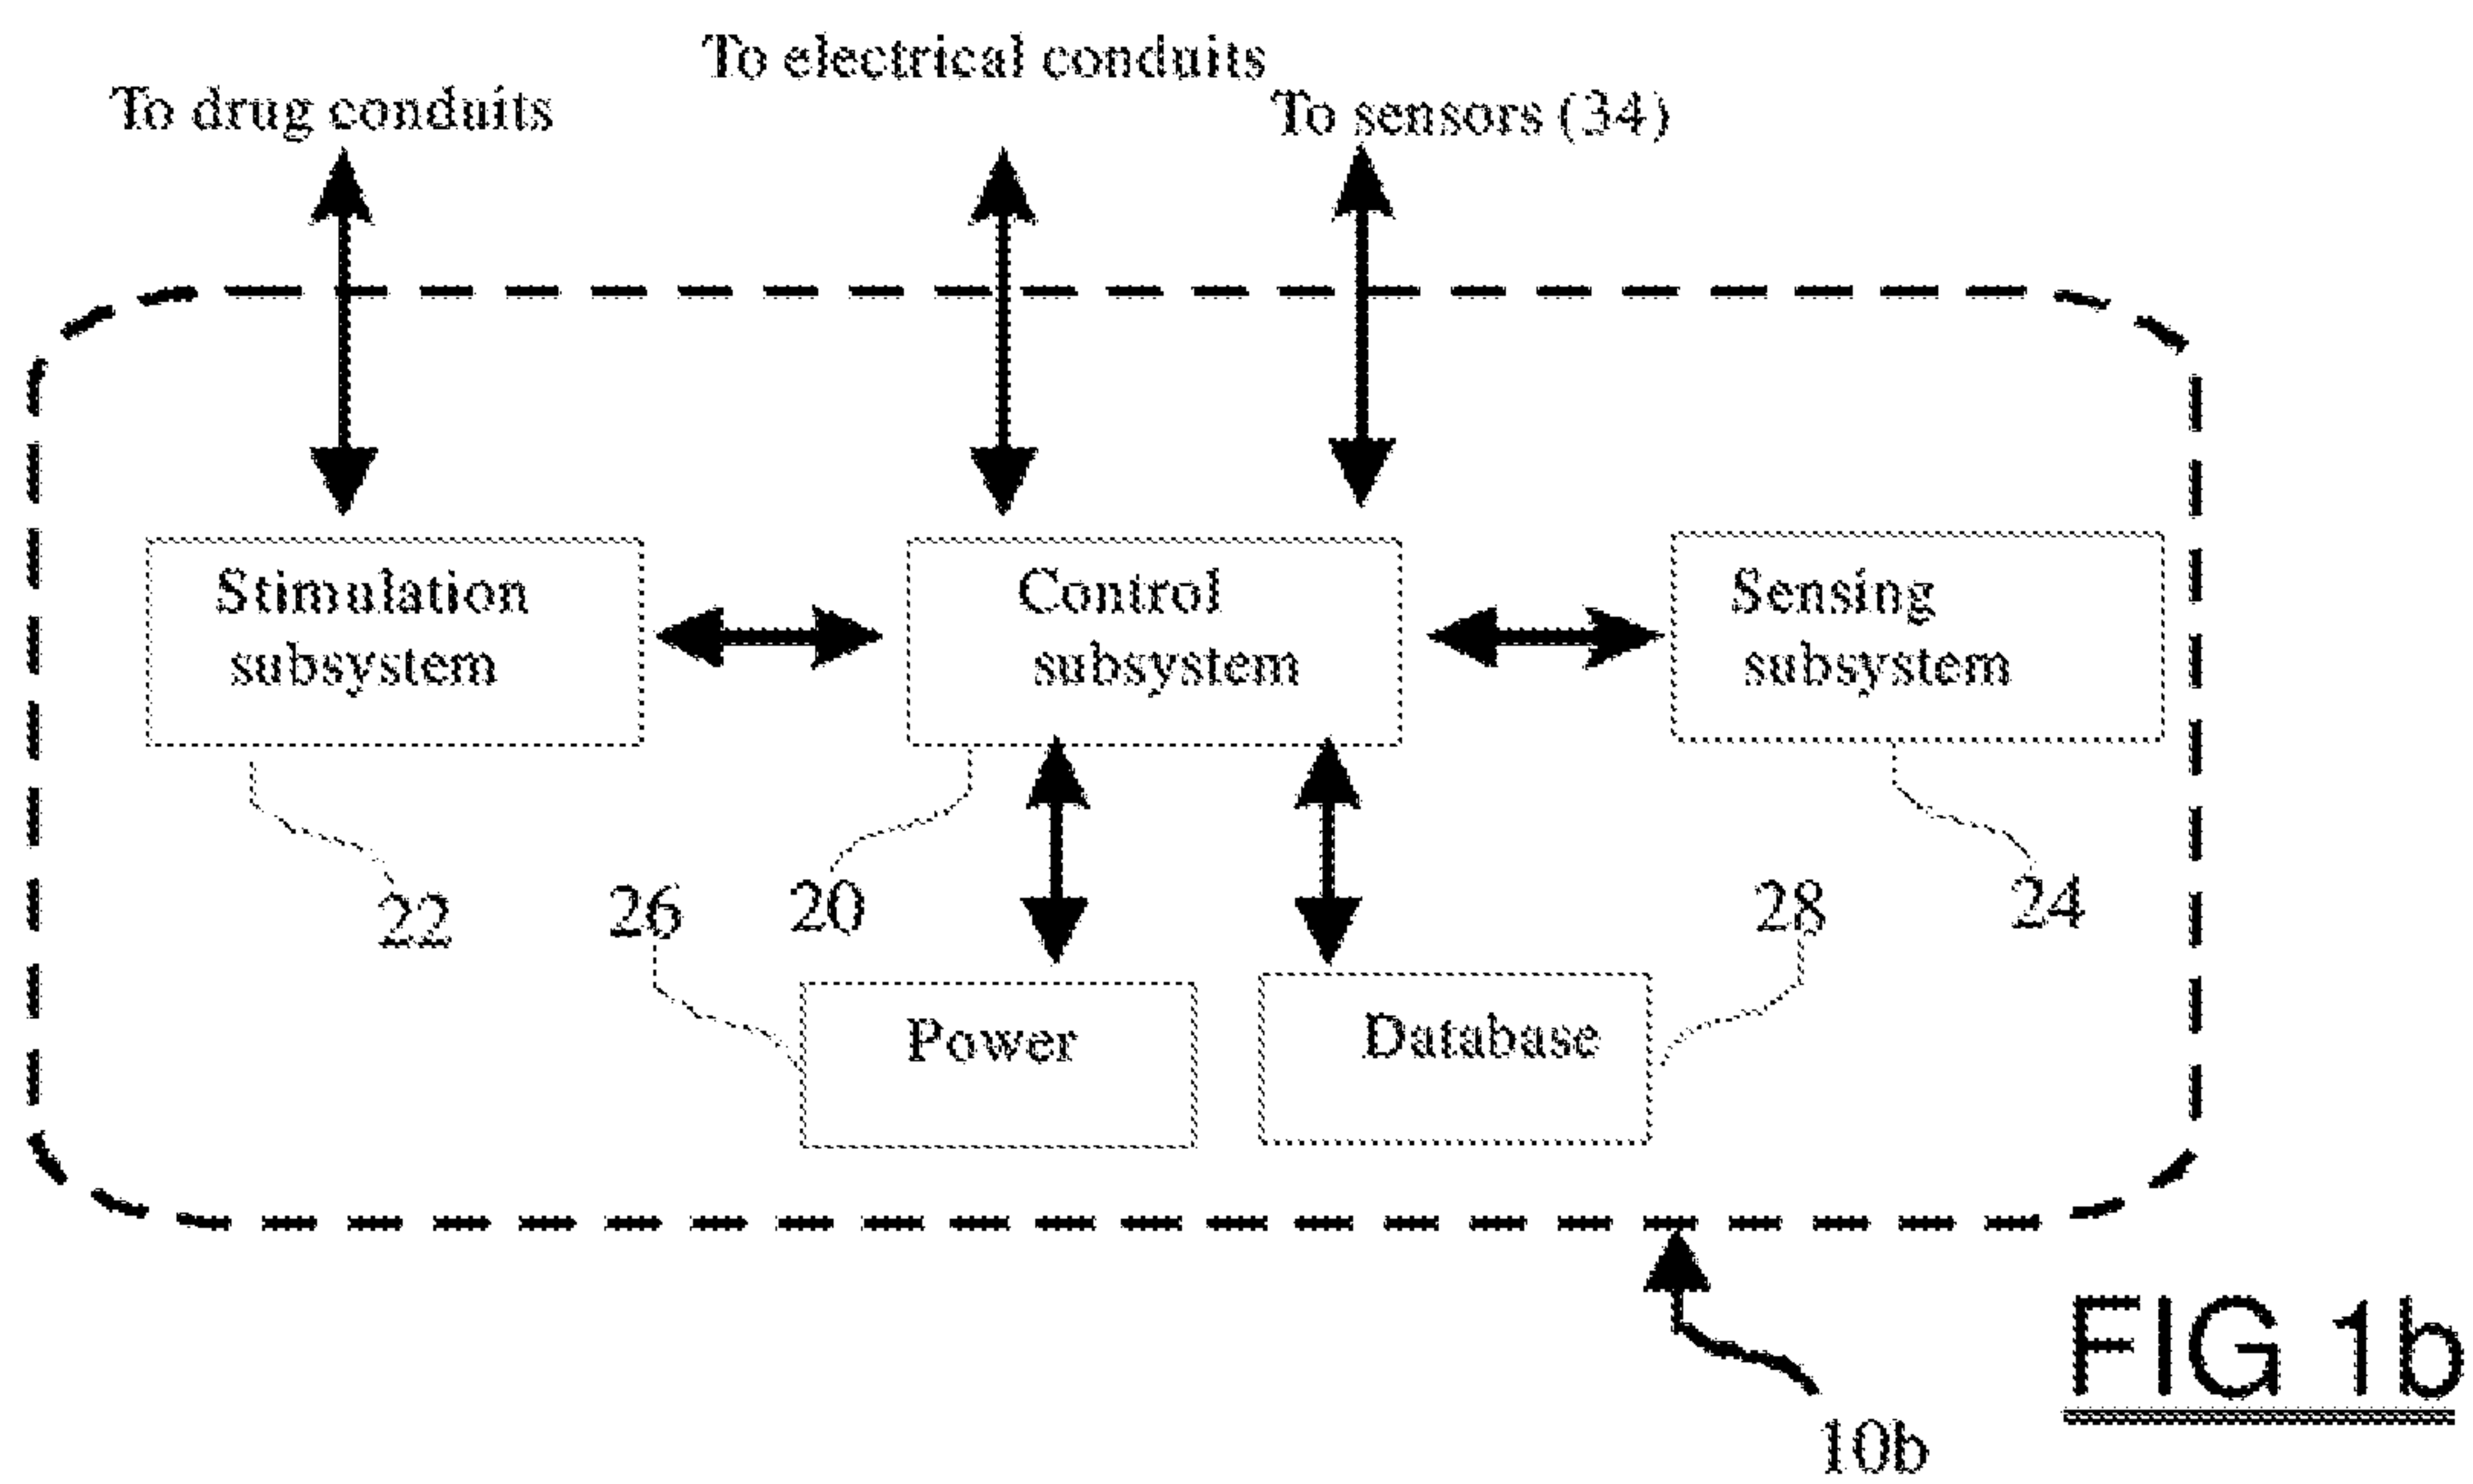 To electrical conduits
To drug conduits
To sensors (34)
Stimulation
subsystem
Control
subsystem
Sensing
subsystem
22
26
20
28
24
Power
Database
FIG 1b
10b